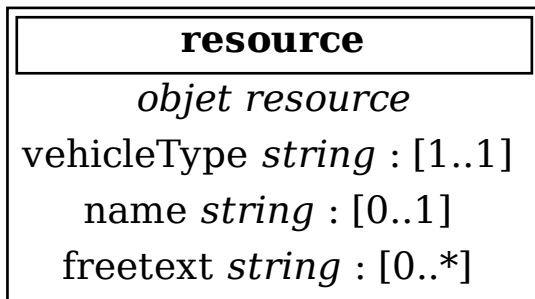 resource
objet resource
vehicleType string : [1..1]
name string : [0..1]
freetext string : [0..*]